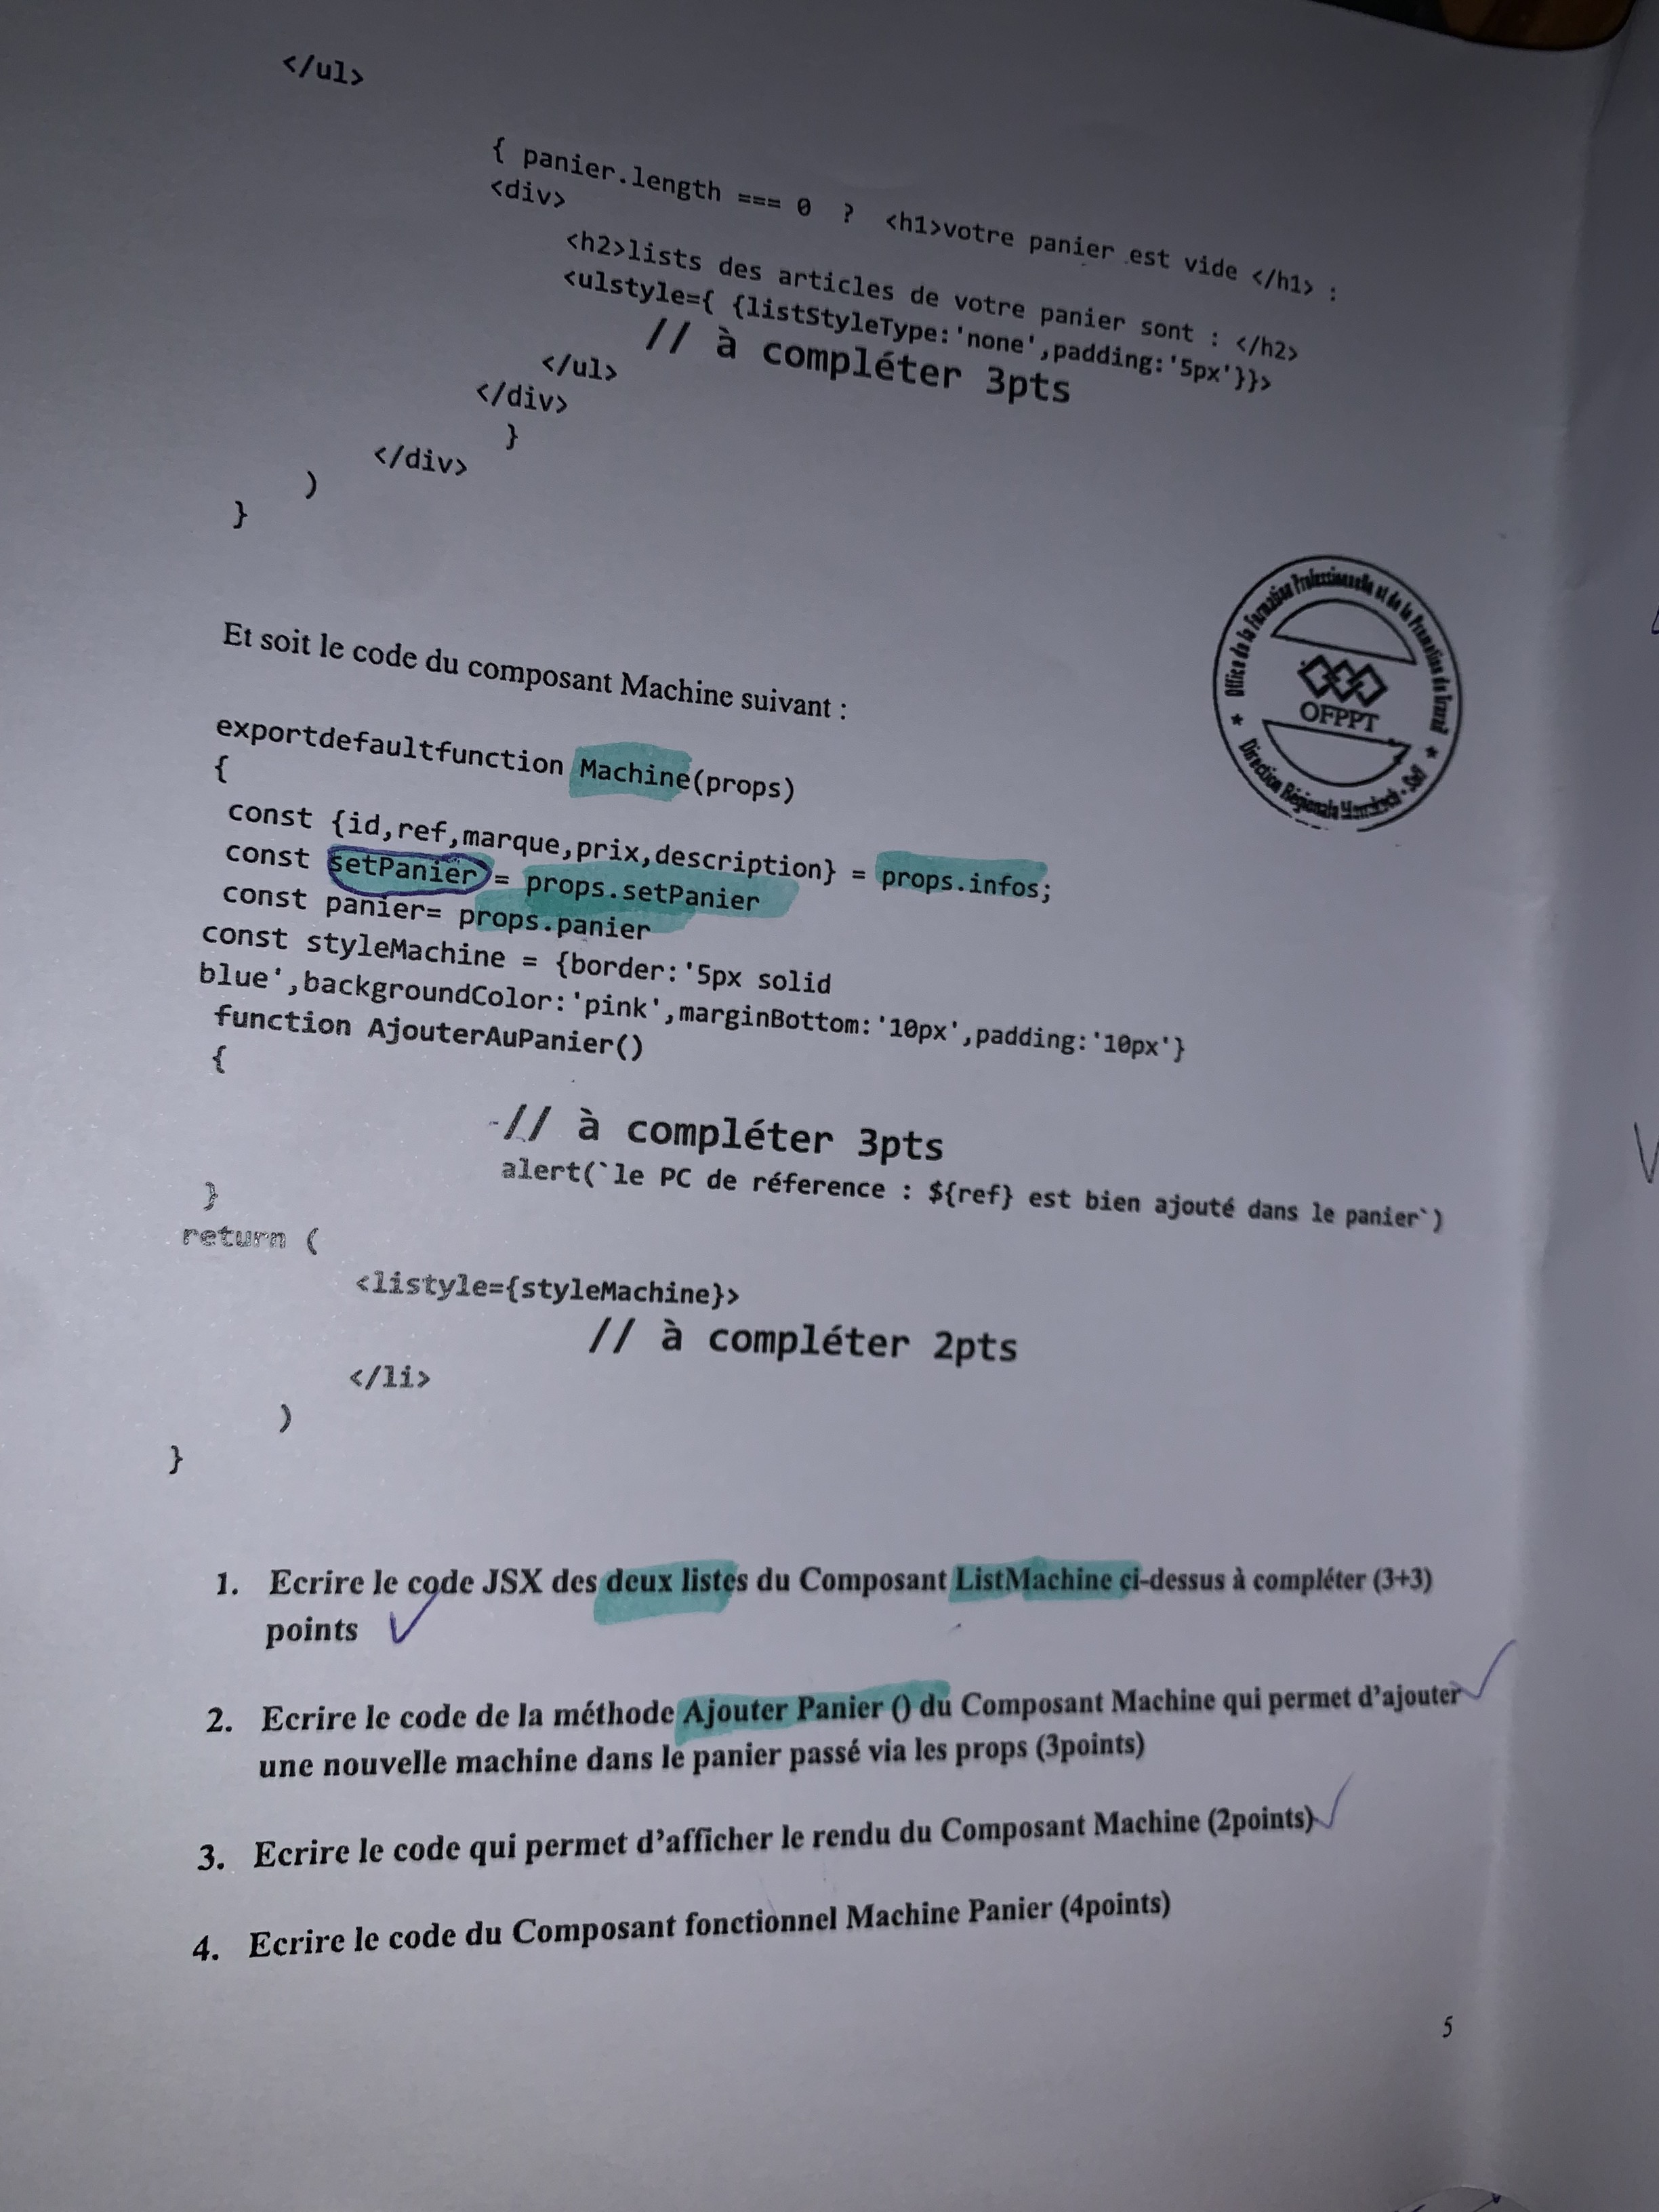 </ul>
{ panier.length === 0 ? <h1>votre panier est vide </h1> :
<div>
<h2>lists des articles de votre panier sont : </h2>
<ulstyle={ {listStyleType:'none',padding:'5px'}}>
// à compléter 3pts
</ul>
</div>
}
</div>
)
}
Et soit le code du composant Machine suivant :
exportdefaultfunction Machine(props)
{
const {id,ref,marque,prix,description} = props.infos;
const setPanier = props.setPanier
const panier= props.panier
const styleMachine = {border:'5px solid
blue',backgroundColor:'pink',marginBottom:'10px',padding:'10px'}
function AjouterAuPanier()
{
// à compléter 3pts
alert(`le PC de réference : ${ref} est bien ajouté dans le panier`)
}
return (
<listyle={styleMachine}>
// à compléter 2pts
</li>
)
}
Office de la Formation Professionnelle et de la Promotion du Travail
OFPPT
Direction Régionale Marrakech - Safi
1. Ecrire le code JSX des deux listes du Composant ListMachine ci-dessus à compléter (3+3)
points
2. Ecrire le code de la méthode Ajouter Panier () du Composant Machine qui permet d'ajouter
une nouvelle machine dans le panier passé via les props (3points)
3. Ecrire le code qui permet d'afficher le rendu du Composant Machine (2points)
4. Ecrire le code du Composant fonctionnel Machine Panier (4points)
5